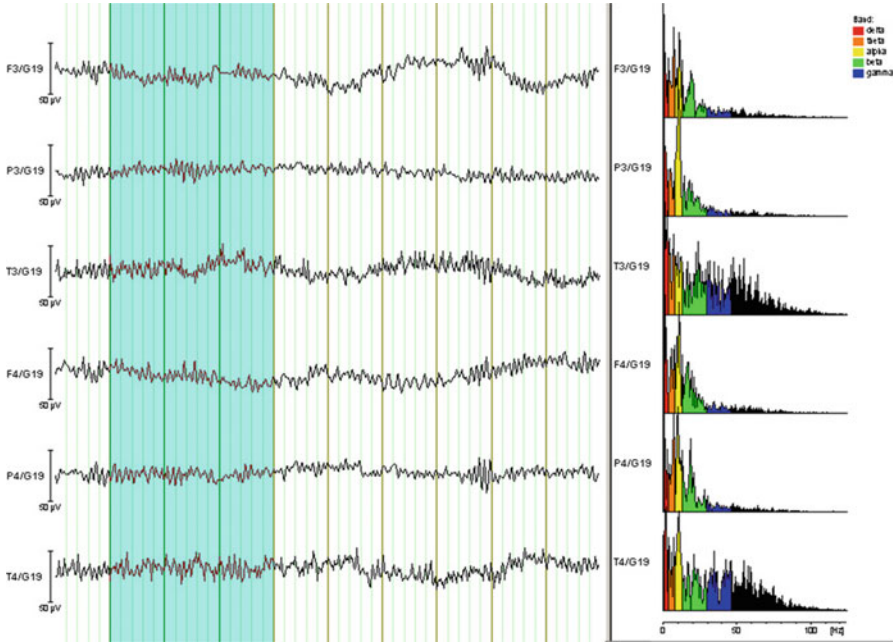 F3/G19
50 µV
P3/G19
50 µV
T3/G19
50 µV
F4/G19
50 µV
P4/G19
50 µV
T4/G19
50 µV
Band:
delta
theta
alpha
beta
gamma
F3/G19
P3/G19
T3/G19
F4/G19
P4/G19
T4/G19
0 50 100 [Hz]